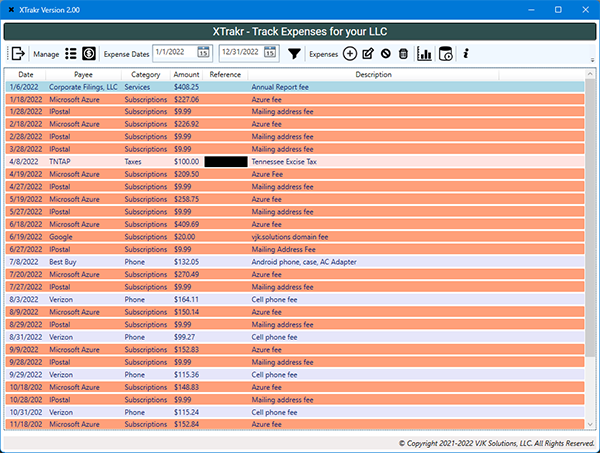 XTrakr Version 2.00
XTrakr - Track Expenses for your LLC
Manage Expense Dates 1/1/2022 15 12/31/2022 15 Expenses
Date Payee Category Amount Reference Description
1/6/2022 Corporate Filings, LLC Services $408.25 Annual Report fee
1/18/2022 Microsoft Azure Subscriptions $227.06 Azure fee
1/28/2022 IPostal Subscriptions $9.99 Mailing address fee
2/18/2022 Microsoft Azure Subscriptions $226.92 Azure fee
2/28/2022 IPostal Subscriptions $9.99 Mailing address fee
3/28/2022 IPostal Subscriptions $9.99 Mailing address fee
4/8/2022 TNTAP Taxes $100.00 Tennessee Excise Tax
4/19/2022 Microsoft Azure Subscriptions $209.50 Azure Fee
4/27/2022 IPostal Subscriptions $9.99 Mailing address fee
5/19/2022 Microsoft Azure Subscriptions $258.75 Azure fee
5/27/2022 IPostal Subscriptions $9.99 Mailing address fee
6/18/2022 Microsoft Azure Subscriptions $409.69 Azure fee
6/19/2022 Google Subscriptions $20.00 vjk.solutions domain fee
6/27/2022 IPostal Subscriptions $9.99 Mailing Address Fee
7/8/2022 Best Buy Phone $132.05 Android phone, case, AC Adapter
7/20/2022 Microsoft Azure Subscriptions $270.49 Azure fee
7/27/2022 IPostal Subscriptions $9.99 Mailing address fee
8/3/2022 Verizon Phone $164.11 Cell phone fee
8/9/2022 Microsoft Azure Subscriptions $150.14 Azure fee
8/29/2022 IPostal Subscriptions $9.99 Mailing address fee
8/31/2022 Verizon Phone $99.27 Cell phone fee
9/9/2022 Microsoft Azure Subscriptions $152.83 Azure fee
9/28/2022 IPostal Subscriptions $9.99 Mailing address fee
9/29/2022 Verizon Phone $115.36 Cell phone fee
10/18/202 Microsoft Azure Subscriptions $148.83 Azure fee
10/28/202 IPostal Subscriptions $9.99 Mailing address fee
10/31/202 Verizon Phone $115.24 Cell phone fee
11/18/202 Microsoft Azure Subscriptions $152.84 Azure fee
© Copyright 2021-2022 VJK Solutions, LLC. All Rights Reserved.